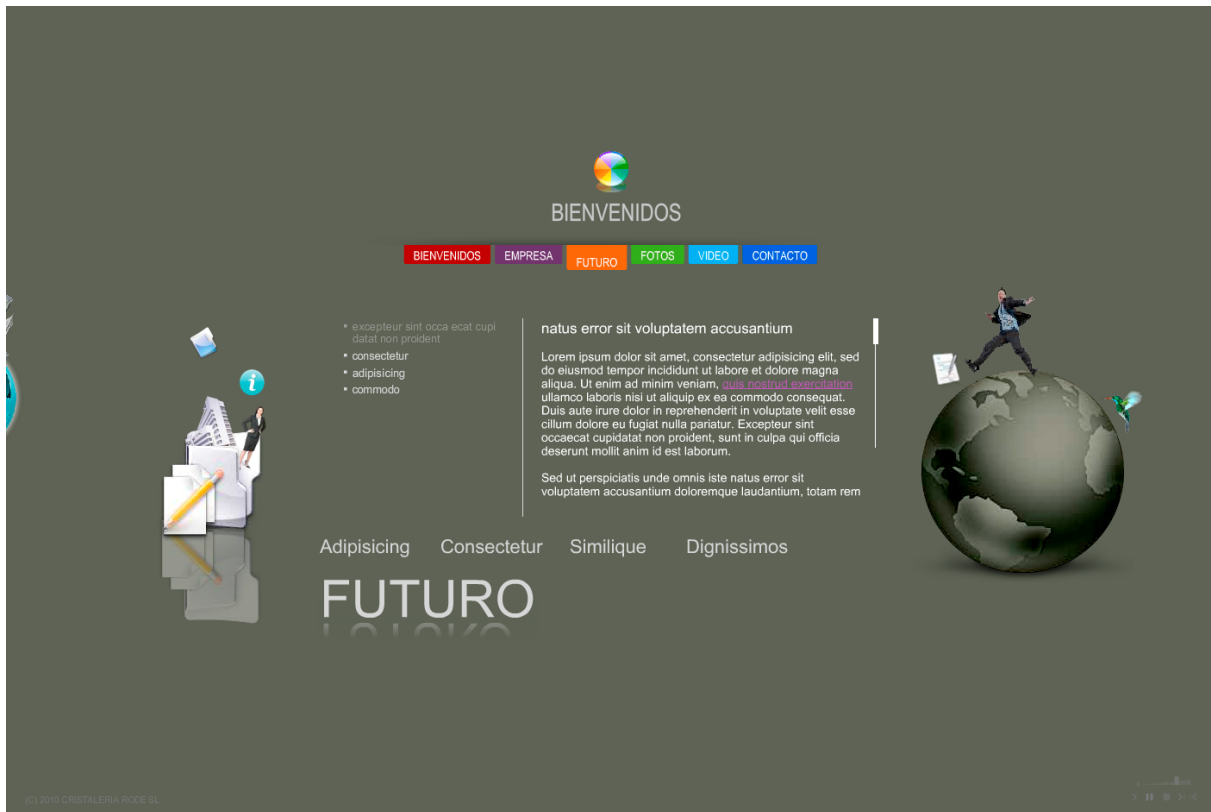 BIENVENIDOS
BIENVENIDOS EMPRESA FUTURO FOTOS VIDEO CONTACTO
excepteur sint occa ecat cupi
datat non proident
consectetur
adipisicing
commodo
natus error sit voluptatem accusantium
Lorem ipsum dolor sit amet, consectetur adipisicing elit, sed
do eiusmod tempor incididunt ut labore et dolore magna
aliqua. Ut enim ad minim veniam, quis nostrud exercitation
ullamco laboris nisi ut aliquip ex ea commodo consequat.
Duis aute irure dolor in reprehenderit in voluptate velit esse
cillum dolore eu fugiat nulla pariatur. Excepteur sint
occaecat cupidatat non proident, sunt in culpa qui officia
deserunt mollit anim id est laborum.
Sed ut perspiciatis unde omnis iste natus error sit
voluptatem accusantium doloremque laudantium, totam rem
Adipisicing Consectetur Similique Dignissimos
FUTURO
(C) 2010 CRISTALERIA RODE SL